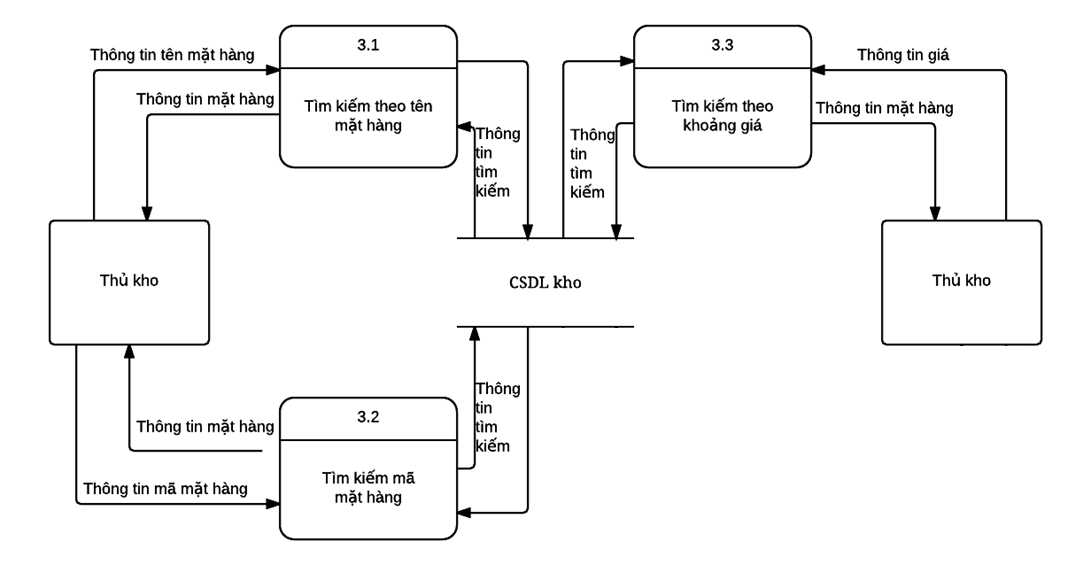 Thông tin tên mặt hàng
3.1
Tìm kiếm theo tên
mặt hàng
Thông tin mặt hàng
Thông
tin
tìm
kiếm
3.3
Tìm kiếm theo
khoảng giá
Thông
tin
tìm
kiếm
Thông tin giá
Thông tin mặt hàng
Thủ kho
CSDL kho
Thủ kho
Thông tin mặt hàng
Thông tin mã mặt hàng
3.2
Tìm kiếm mã
mặt hàng
Thông
tin
tìm
kiếm